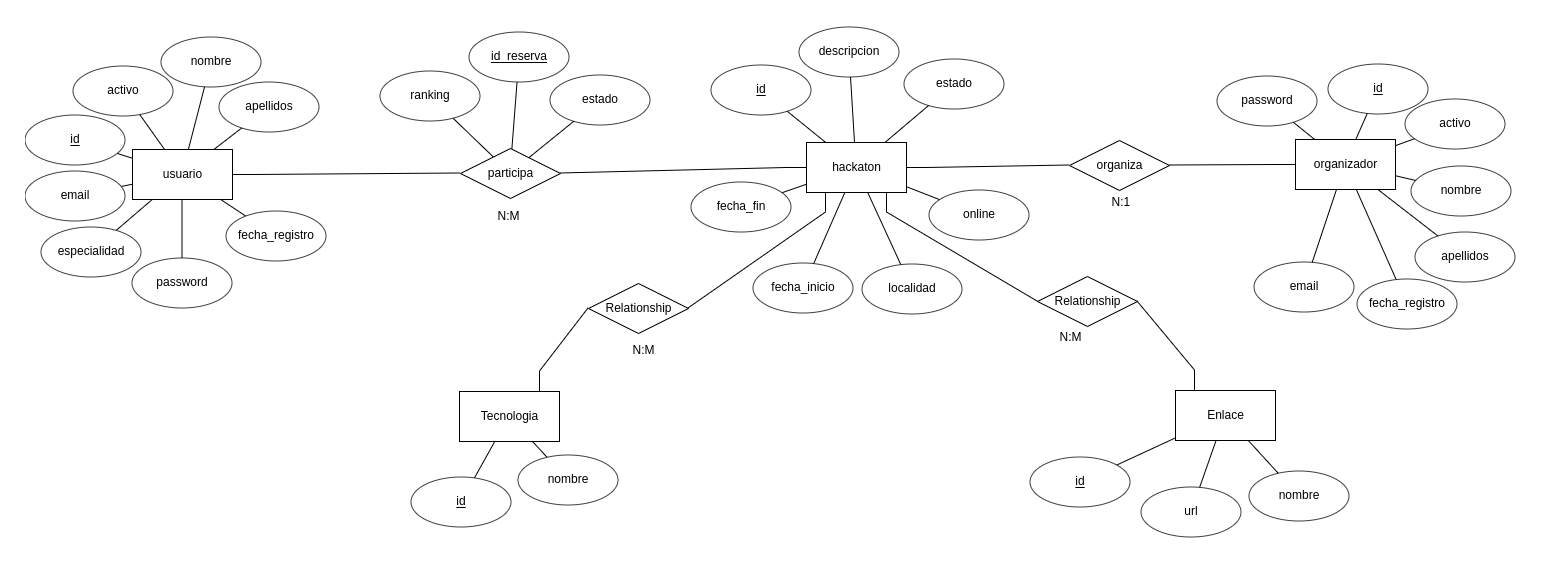 nombre
activo
apellidos
id
usuario
email
fecha_registro
especialidad
password
id_reserva
ranking
estado
participa
N:M
descripcion
id
estado
hackaton
fecha_fin
online
fecha_inicio
localidad
organiza
N:1
id
password
activo
organizador
nombre
apellidos
email
fecha_registro
Relationship
N:M
Relationship
N:M
Tecnologia
nombre
id
Enlace
id
nombre
url